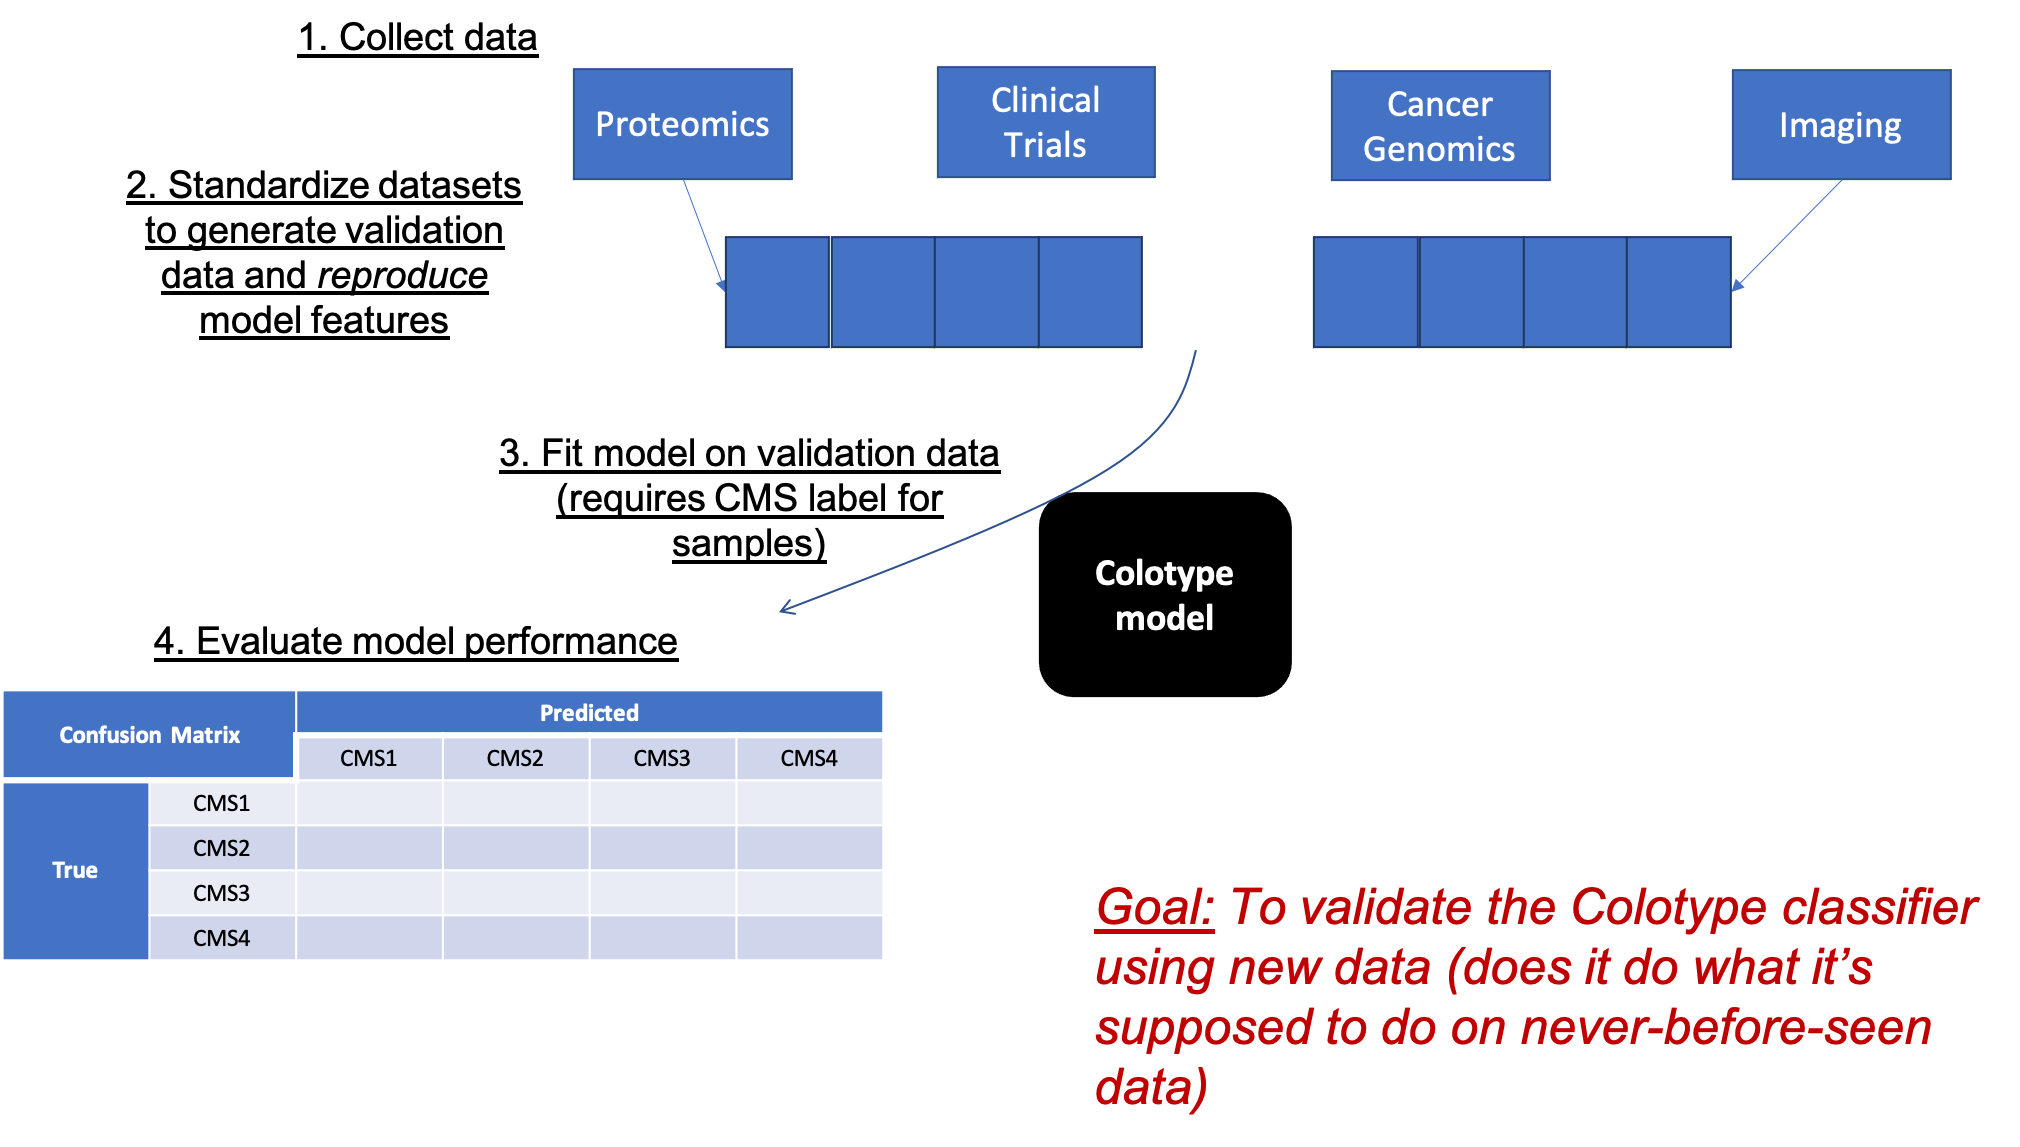 1. Collect data
Proteomics
Clinical
Trials
Cancer
Genomics
Imaging
2. Standardize datasets
to generate validation
data and reproduce
model features
3. Fit model on validation data
(requires CMS label for
samples)
Colotype
model
4. Evaluate model performance
Confusion Matrix
Predicted
CMS1 CMS2 CMS3 CMS4
True
CMS1
CMS2
CMS3
CMS4
Goal: To validate the Colotype classifier
using new data (does it do what it’s
supposed to do on never-before-seen
data)